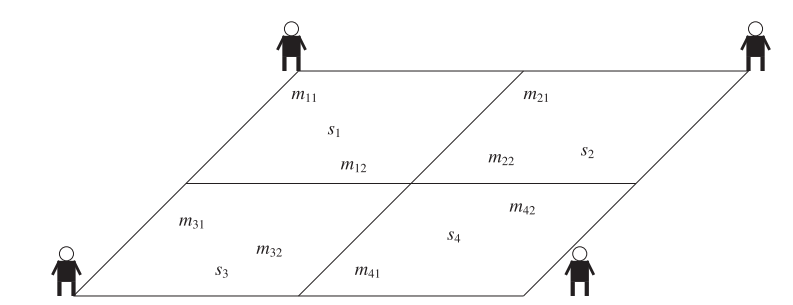 m₁₁ m₂₁
s₁
m₁₂ m₂₂ s₂
m₃₁ m₄₂
m₃₂ s₄
s₃ m₄₁